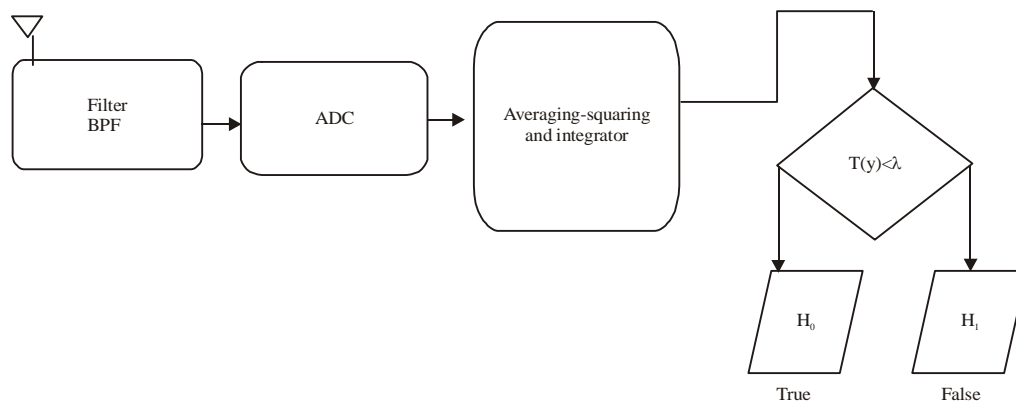 Filter
BPF
ADC
Averaging-squaring
and integrator
T(y)<λ
H₀
H₁
True
False